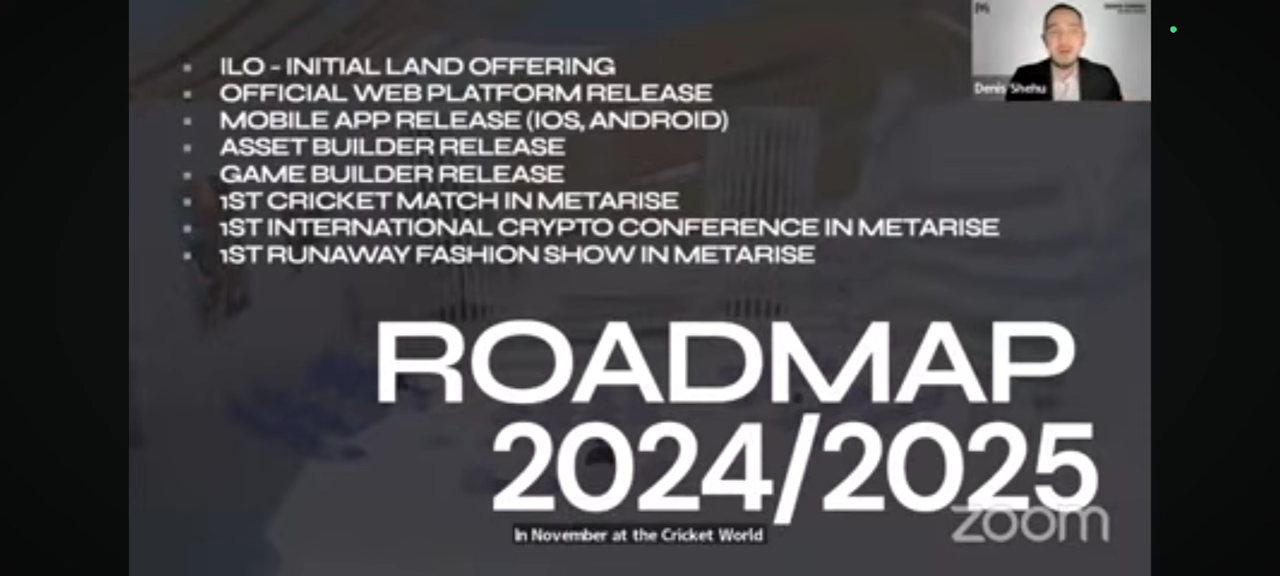 ILO - INITIAL LAND OFFERING
OFFICIAL WEB PLATFORM RELEASE
MOBILE APP RELEASE (IOS, ANDROID)
ASSET BUILDER RELEASE
GAME BUILDER RELEASE
1ST CRICKET MATCH IN METARISE
1ST INTERNATIONAL CRYPTO CONFERENCE IN METARISE
1ST RUNAWAY FASHION SHOW IN METARISE
Denis Shehu
ROADMAP
2024/2025
zoom
In November at the Cricket World